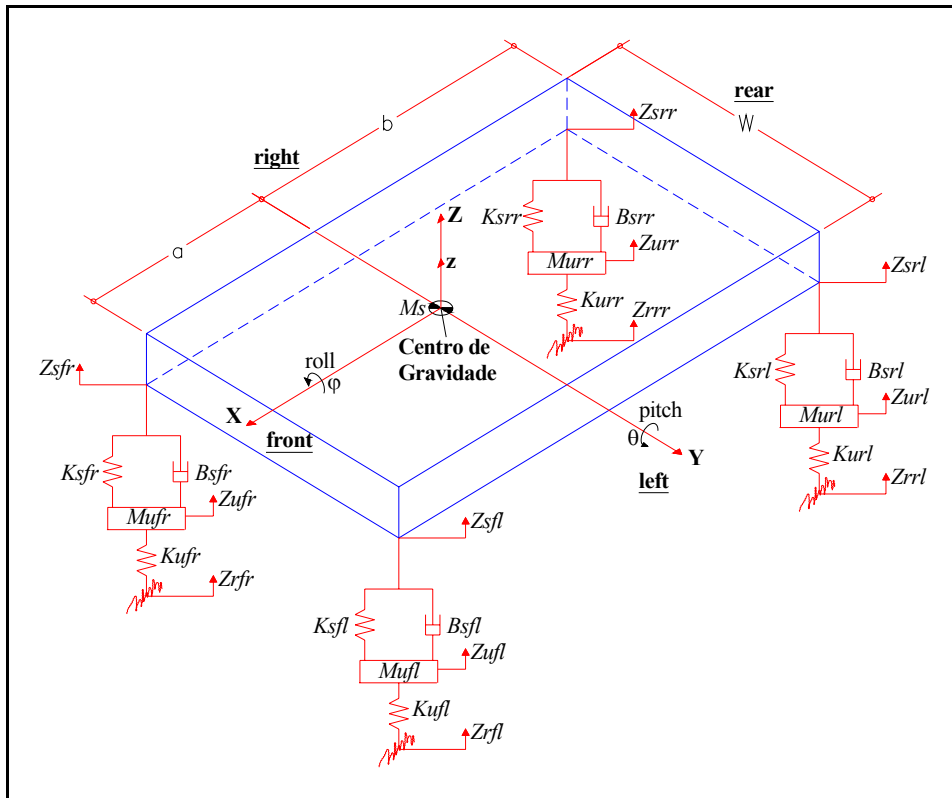 b
rear
W
Zsrr
right
Ksrr
Bsrr
Zurr
Murr
Kurr
Zrrr
a
Z
z
Ms
Centro de
Gravidade
Zsrl
Ksrl
Bsrl
Zurl
Murl
Kurl
Zrrl
roll
φ
X
front
pitch
θ
Y
left
Zsfr
Ksfr
Bsfr
Zufr
Mufr
Kufr
Zrfr
Zsfl
Ksfl
Bsfl
Zufl
Mufl
Kufl
Zrfl